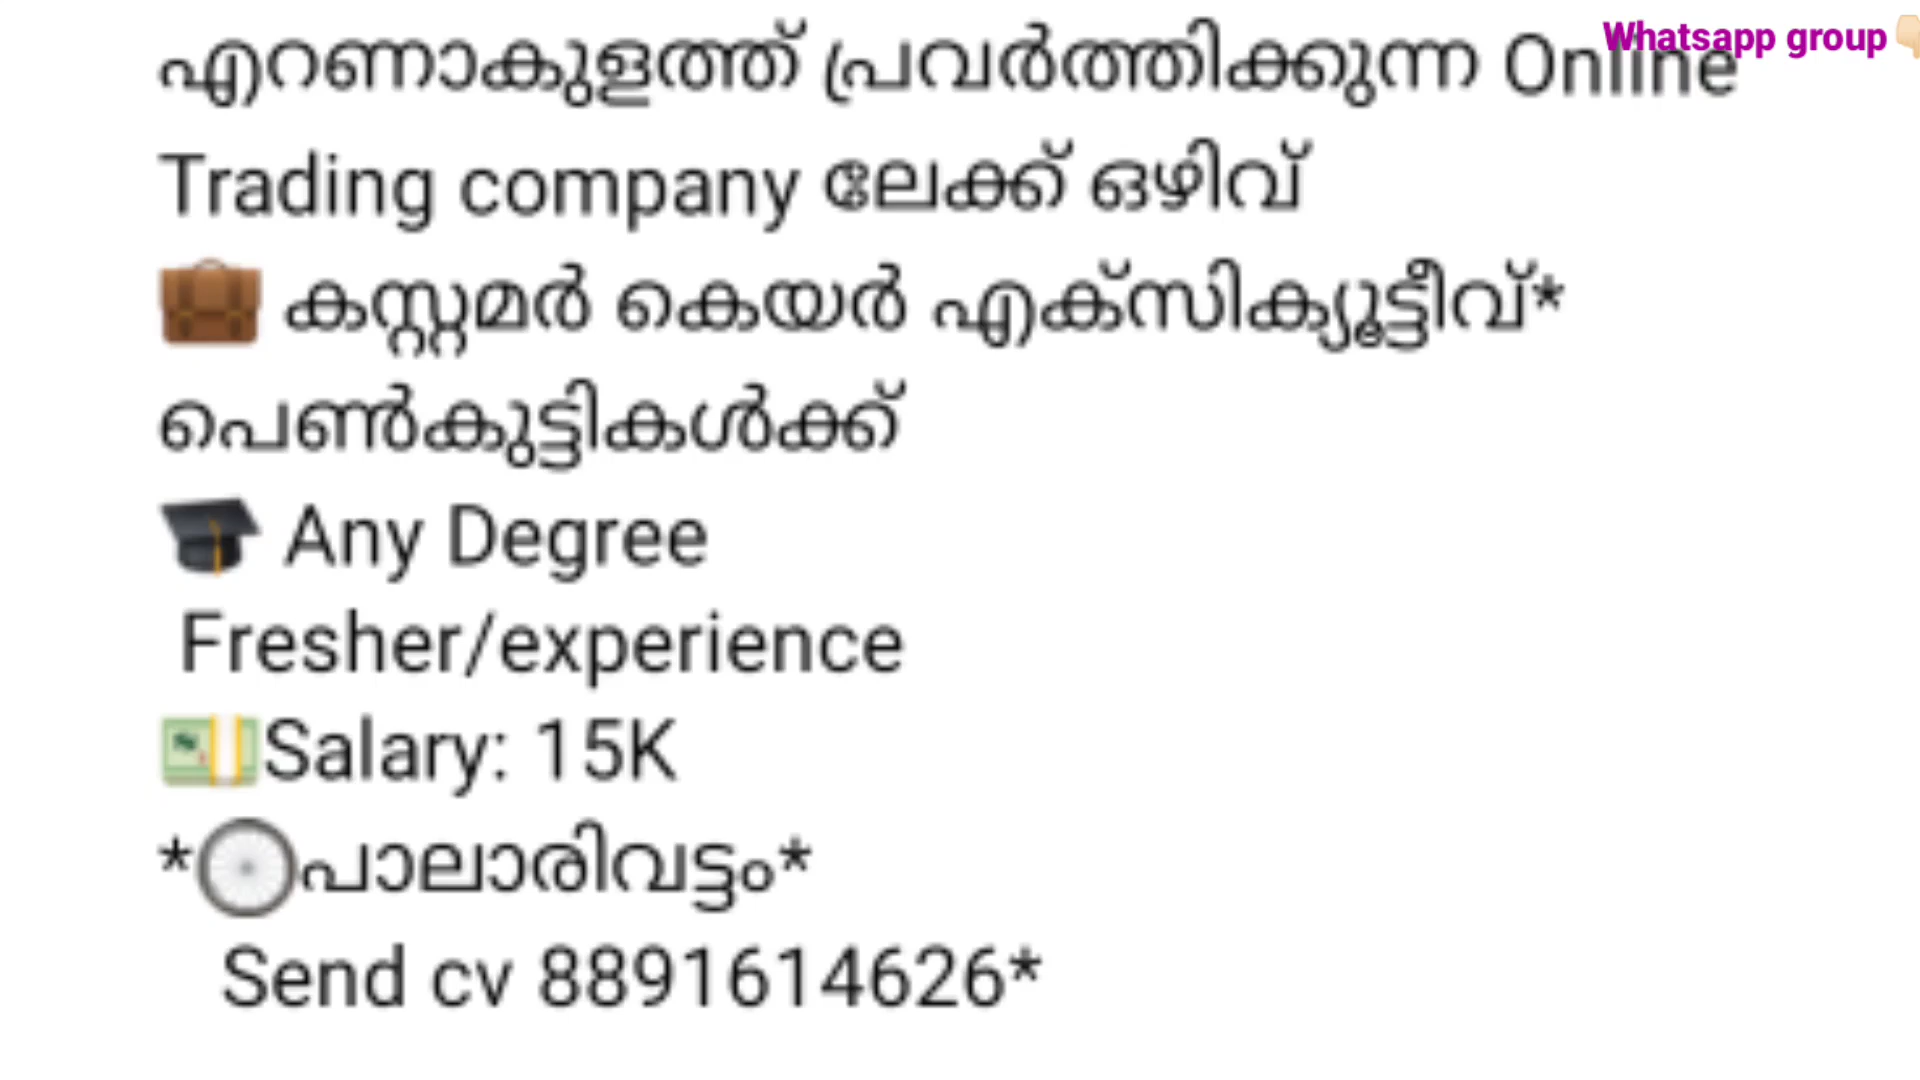 Whatsapp group👇🏻
എറണാകുളത്ത് പ്രവർത്തിക്കുന്ന Online
Trading company ലേക്ക് ഒഴിവ്
💼 കസ്റ്റമർ കെയർ എക്സിക്യൂട്ടീവ്*
പെൺകുട്ടികൾക്ക്
🎓 Any Degree
Fresher/experience
💵Salary: 15K
*🛞പാലാരിവട്ടം*
Send cv 8891614626*